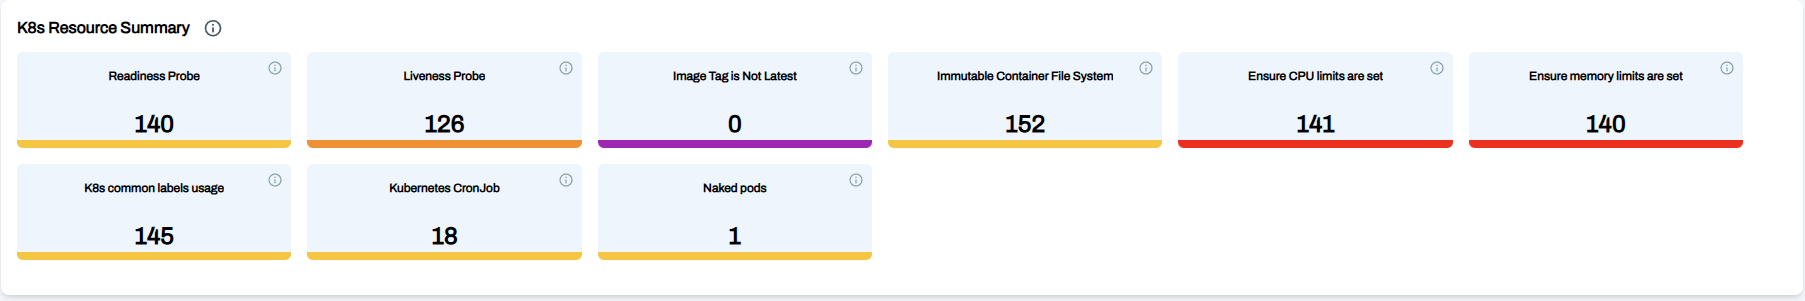 K8s Resource Summary
Readiness Probe
140
Liveness Probe
126
Image Tag is Not Latest
0
Immutable Container File System
152
Ensure CPU limits are set
141
Ensure memory limits are set
140
K8s common labels usage
145
Kubernetes CronJob
18
Naked pods
1